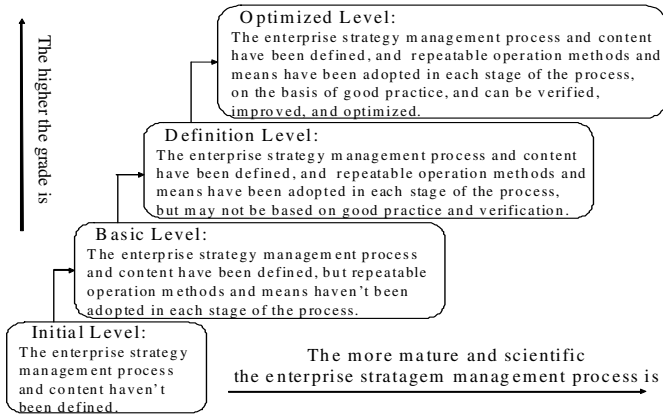 Optimized Level:
The enterprise strategy management process and content
have been defined, and repeatable operation methods and
means have been adopted in each stage of the process,
on the basis of good practice, and can be verified,
improved, and optimized.
Definition Level:
The enterprise strategy management process and content
have been defined, and repeatable operation methods and
means have been adopted in each stage of the process,
but may not be based on good practice and verification.
Basic Level:
The enterprise strategy management process
and content have been defined, but repeatable
operation methods and means haven't been
adopted in each stage of the process.
Initial Level:
The enterprise strategy
management process
and content haven't
been defined.
The higher the grade is
The more mature and scientific
the enterprise stratagem management process is